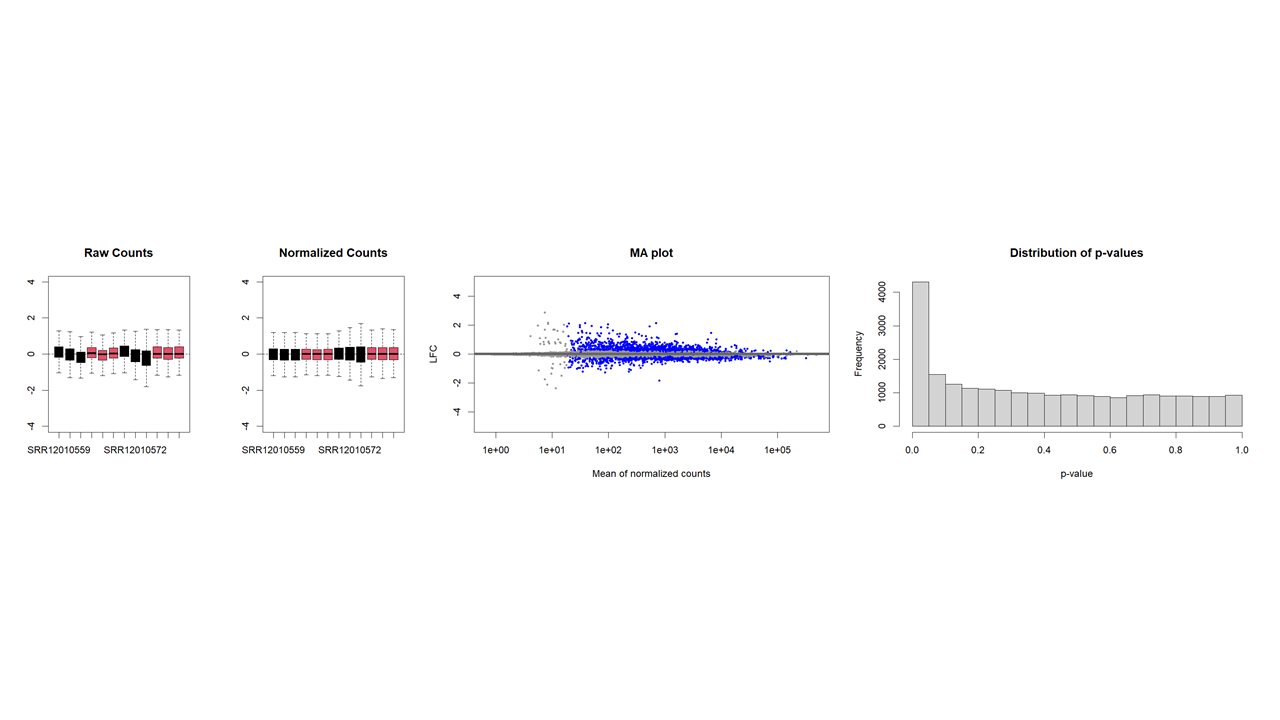 Raw Counts
4
2
0
-2
-4
SRR12010559 SRR12010572
Normalized Counts
4
2
0
-2
-4
SRR12010559 SRR12010572
MA plot
LFC
4
2
0
-2
-4
1e+00 1e+01 1e+02 1e+03 1e+04 1e+05
Mean of normalized counts
Distribution of p-values
Frequency
4000
3000
2000
1000
0
0.0 0.2 0.4 0.6 0.8 1.0
p-value